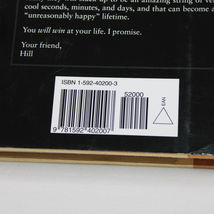 cool seconds, minutes, and days, and that can become a
"unreasonably happy" lifetime.
You will win at your life. I promise.
Your friend,
Hill
ISBN 1-592-40200-3
52000
EAN
9 781592 402007